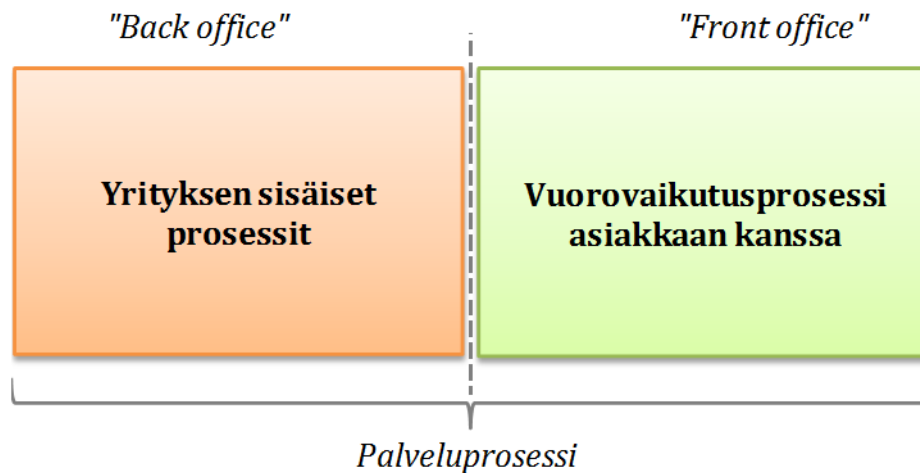 "Back office"
"Front office"
Yrityksen sisäiset
prosessit
Vuorovaikutusprosessi
asiakkaan kanssa
Palveluprosessi